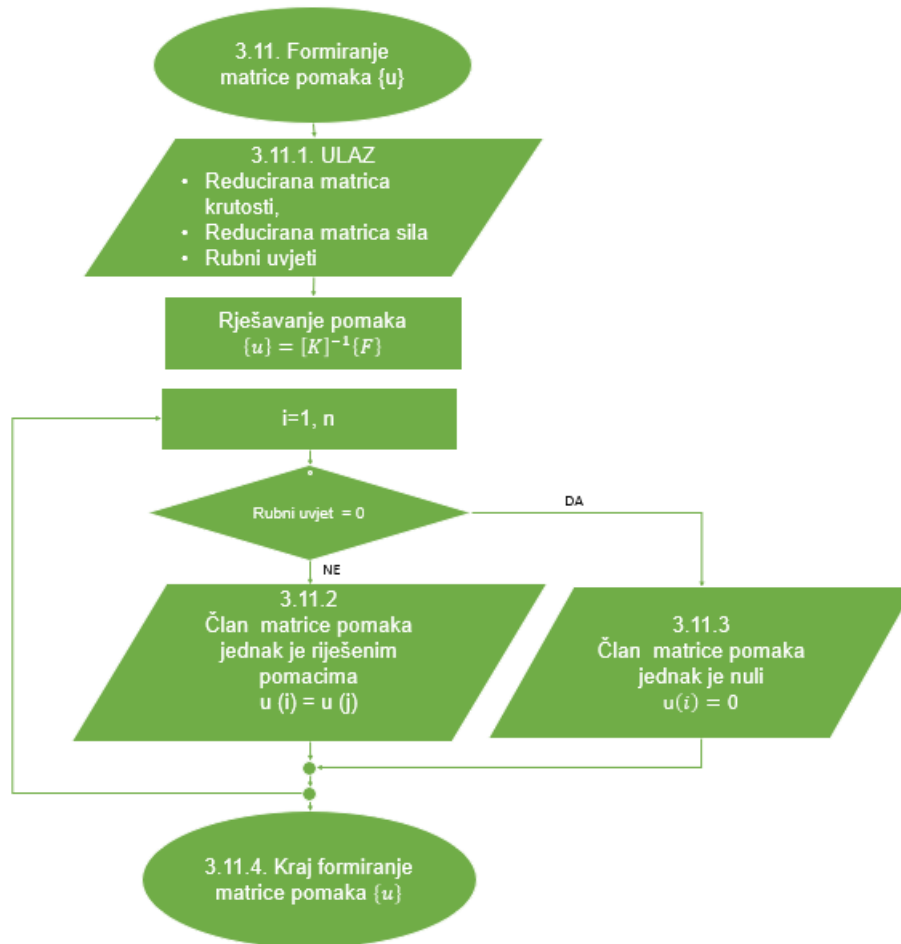 3.11. Formiranje
matrice pomaka {u}
3.11.1. ULAZ
• Reducirana matrica
krutosti,
• Reducirana matrica sila
• Rubni uvjeti
Rješavanje pomaka
{u} = [K]⁻¹{F}
i=1, n
Rubni uvjet = 0
DA
NE
3.11.2
Član matrice pomaka
jednak je riješenim
pomacima
u (i) = u (j)
3.11.3
Član matrice pomaka
jednak je nuli
u(i) = 0
3.11.4. Kraj formiranje
matrice pomaka {u}